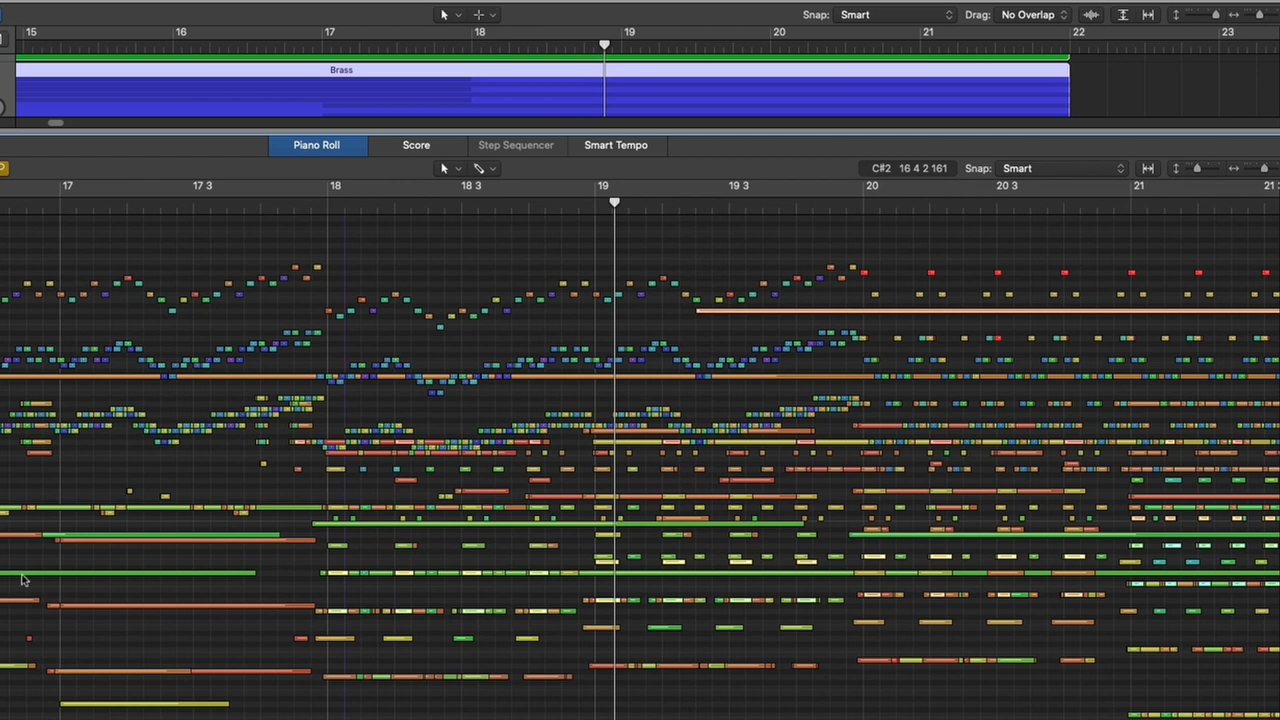 Snap: Smart Drag: No Overlap
15 16 17 18 19 20 21 22 23
Brass
Piano Roll Score Step Sequencer Smart Tempo
C#2 16 4 2 161 Snap: Smart
17 17 3 18 18 3 19 19 3 20 20 3 21